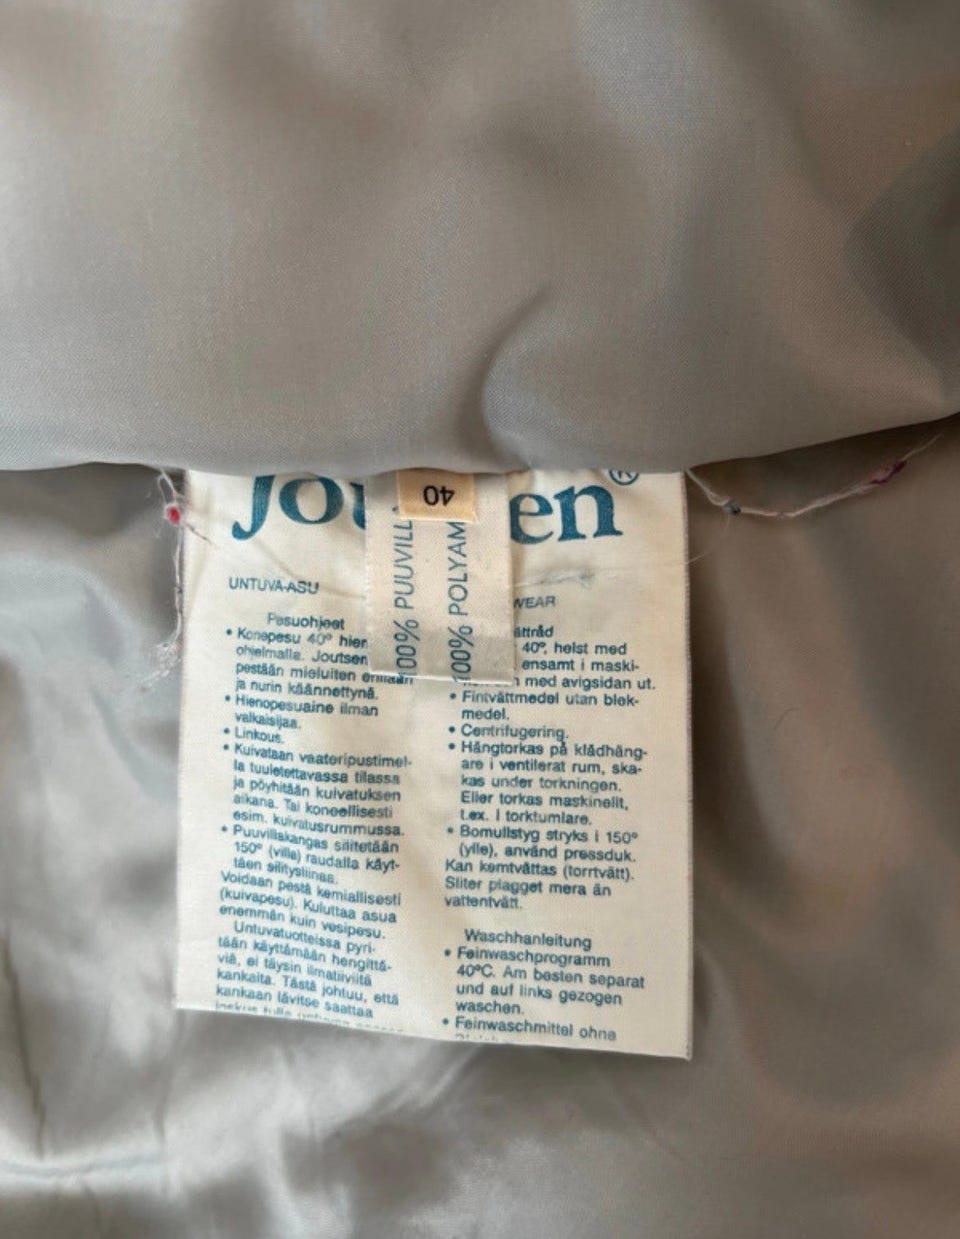 Jou en®
40
100% PUUVILL
100% POLYAM
UNTUVA-ASU
Pesuohjeet
• Konepesu 40° hier
ohjelmalla. Joutsen
pestään mieluiten
ja nurin käännettynä.
• Hienopesuaine ilman
valkaisijaa.
• Linkous.
• Kuivataan vaateripustimel-
la tuuletettavassa tilassa
ja pöyhitään kuivatuksen
aikana. Tai koneellisesti
esim. kuivatusrummussa.
• Puuvillakangas silitetään
150° (villa) raudalla käyt-
täen silitysliinaa.
Voidaan pestä kemiallisesti
(kuivapesu). Kuluttaa asua
enemmän kuin vesipesu.
Untuvatuotteissa pyri-
tään käyttämään hengittä-
viä, ei täysin ilmatiiviitä
kankaita. Tästä johtuu, että
kankaan lävitse saattaa
WEAR
ättråd
40°, helst med
ensamt i maski-
med avigsidan ut.
• Fintvättmedel utan blek-
medel.
• Centrifugering.
• Hängtorkas på klädhäng-
are i ventilerat rum, ska-
kas under torkningen.
Eller torkas maskinellt,
t.ex. i torktumlare.
• Bomullstyg stryks i 150°
(ylle), använd pressduk.
Kan kemtvättas (torrtvätt).
Sliter plagget mera än
vattentvätt.
Waschhanleitung
• Feinwaschprogramm
40°C. Am besten separat
und auf links gezogen
waschen.
• Feinwaschmittel ohne